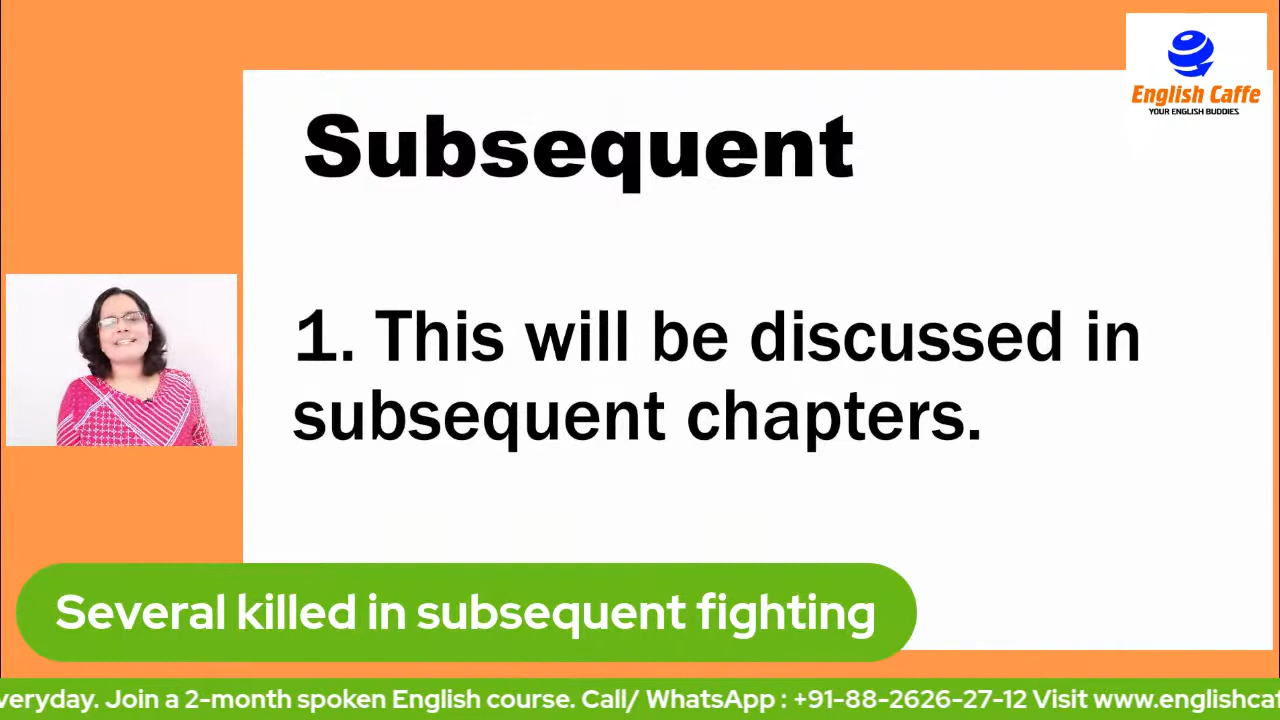 English Caffe
YOUR ENGLISH BUDDIES
Subsequent
1. This will be discussed in
subsequent chapters.
Several killed in subsequent fighting
veryday. Join a 2-month spoken English course. Call/ WhatsApp : +91-88-2626-27-12 Visit www.englishcaf